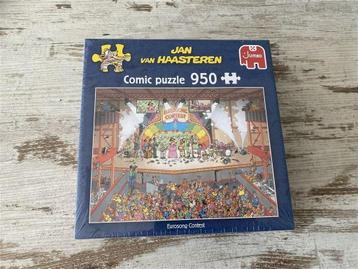 JAN
VAN HAASTEREN
Jumbo
Comic puzzle 950
Eurosong Contest